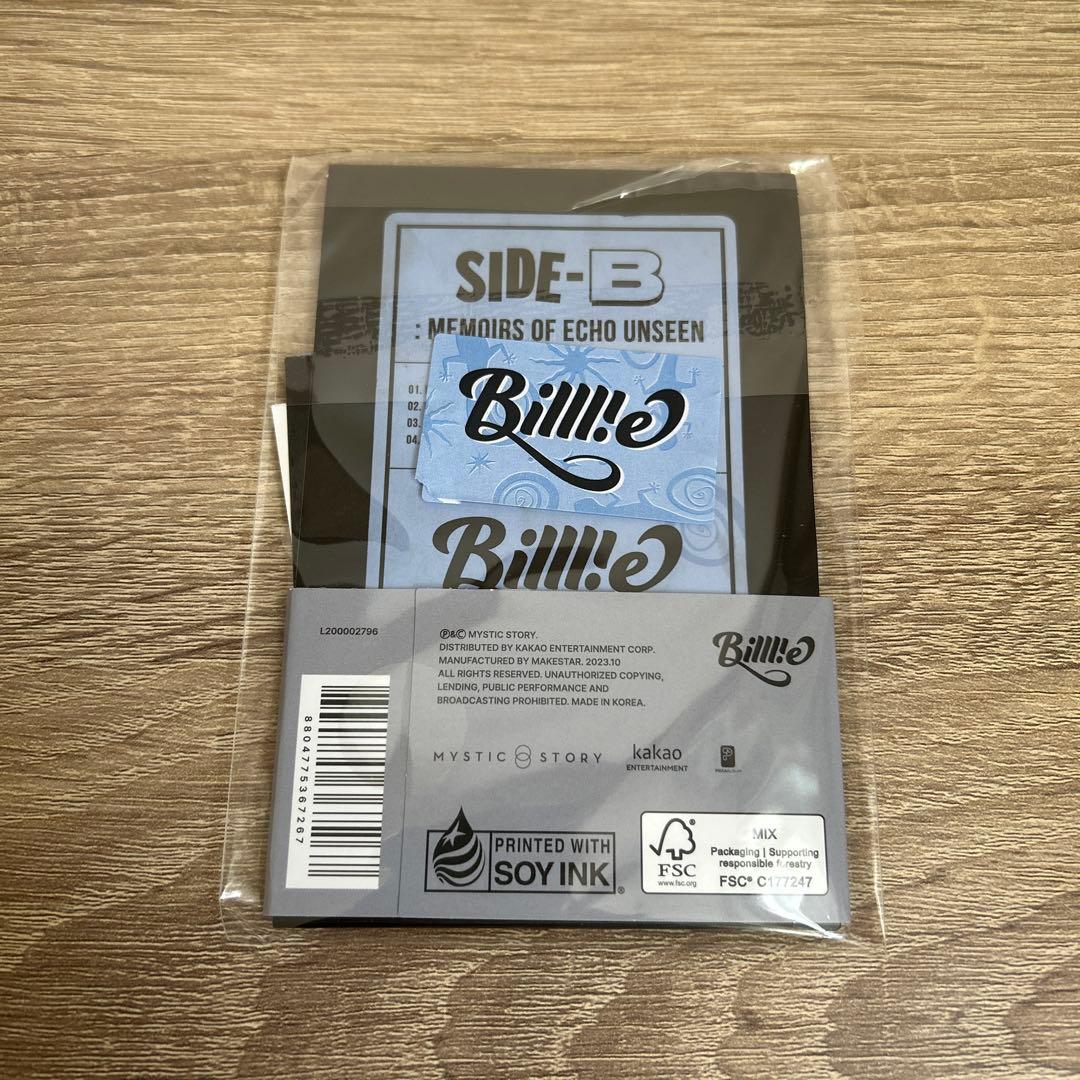 SIDE-B
: MEMOIRS OF ECHO UNSEEN
01.
02.
03.
04.
Billlie
Billlie
L200002796
℗&© MYSTIC STORY.
DISTRIBUTED BY KAKAO ENTERTAINMENT CORP.
MANUFACTURED BY MAKESTAR. 2023.10
ALL RIGHTS RESERVED. UNAUTHORIZED COPYING,
LENDING, PUBLIC PERFORMANCE AND
BROADCASTING PROHIBITED. MADE IN KOREA.
Billlie
8804775367267
MYSTIC STORY
kakao
ENTERTAINMENT
PRINTED WITH
SOY INK®
FSC
www.fsc.org
MIX
Packaging | Supporting
responsible forestry
FSC® C177247